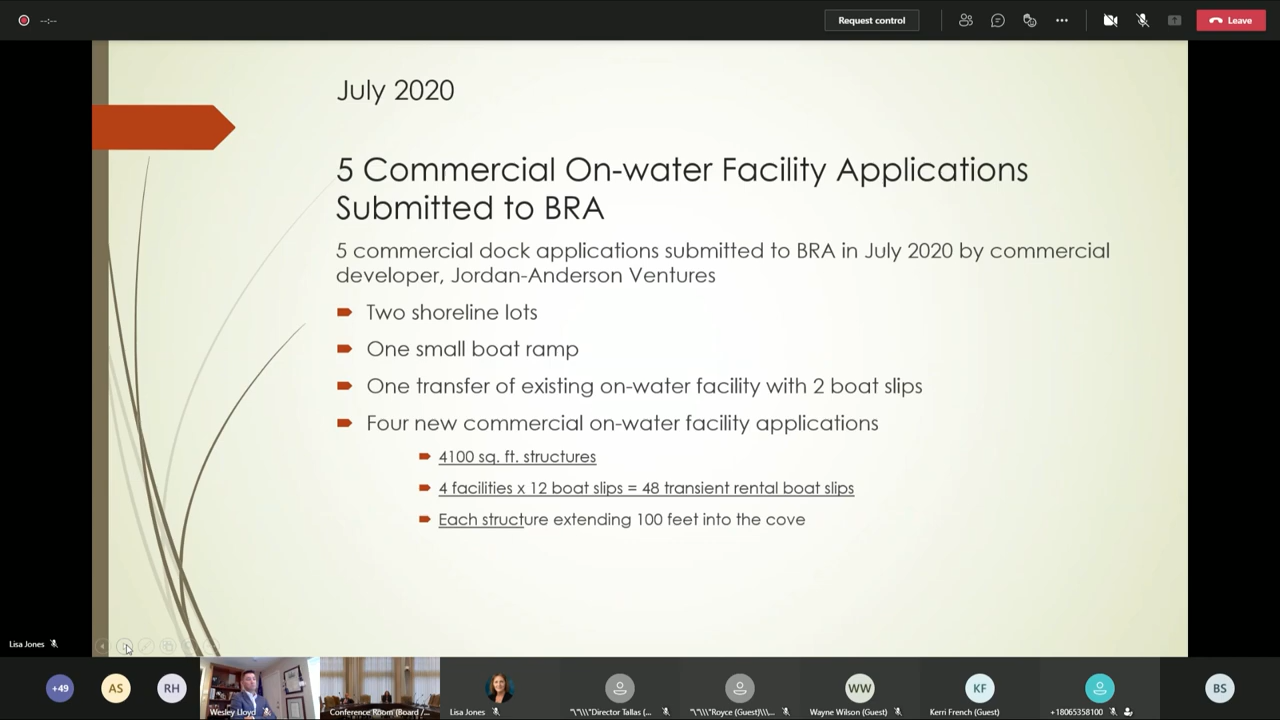 --:--
Request control
Leave
July 2020
5 Commercial On-water Facility Applications
Submitted to BRA
5 commercial dock applications submitted to BRA in July 2020 by commercial
developer, Jordan-Anderson Ventures
Two shoreline lots
One small boat ramp
One transfer of existing on-water facility with 2 boat slips
Four new commercial on-water facility applications
4100 sq. ft. structures
4 facilities x 12 boat slips = 48 transient rental boat slips
Each structure extending 100 feet into the cove
Lisa Jones
+49
AS
RH
WW
KF
BS
Wesley Lloyd
Conference Room (Board /...
Lisa Jones
"\"\\\"Director Tallas (...
"\"\\\"Royce (Guest)\\\...
Wayne Wilson (Guest)
Kerri French (Guest)
+18065358100